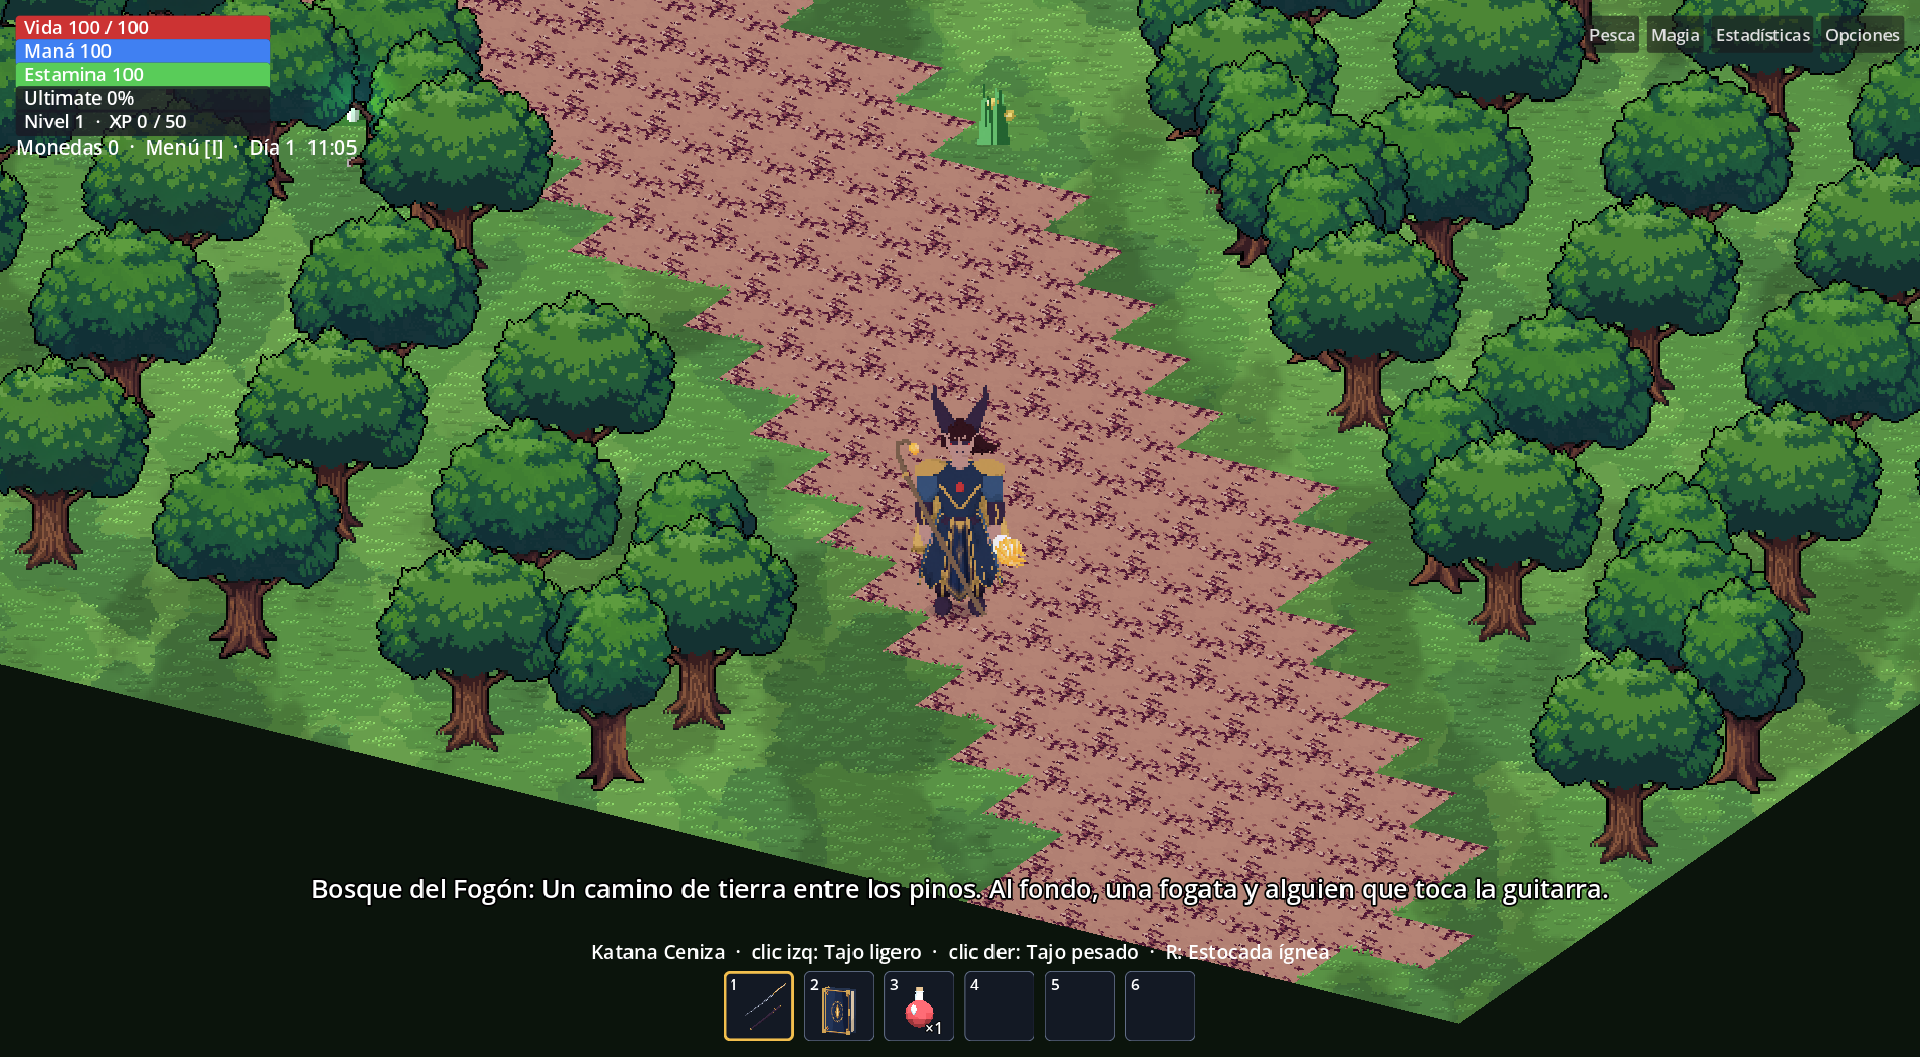 Vida 100 / 100
Maná 100
Estamina 100
Ultimate 0%
Nivel 1 · XP 0 / 50
Monedas 0 · Menú [I] · Día 1 11:05
Pesca Magia Estadísticas Opciones
Bosque del Fogón: Un camino de tierra entre los pinos. Al fondo, una fogata y alguien que toca la guitarra.
Katana Ceniza · clic izq: Tajo ligero · clic der: Tajo pesado · R: Estocada ígnea
1 2 3 4 5 6
×1